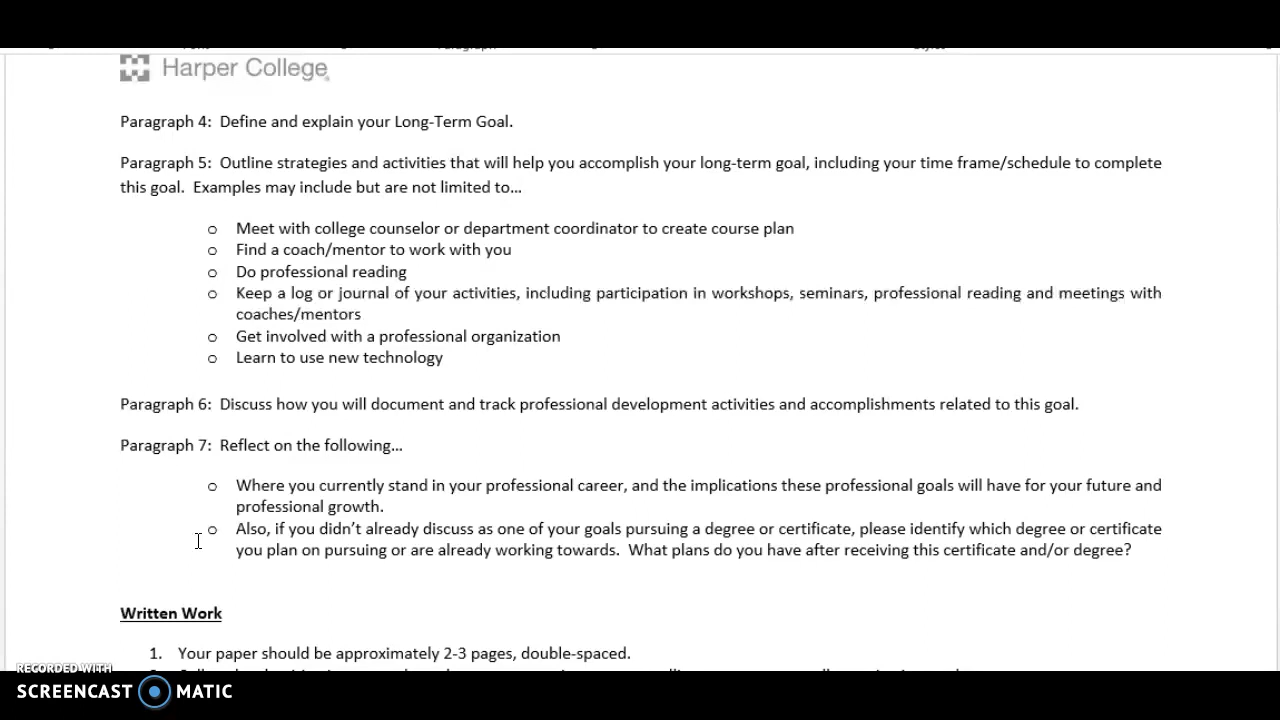 Harper College
Paragraph 4:  Define and explain your Long-Term Goal.
Paragraph 5:  Outline strategies and activities that will help you accomplish your long-term goal, including your time frame/schedule to complete
this goal.  Examples may include but are not limited to…
o Meet with college counselor or department coordinator to create course plan
o Find a coach/mentor to work with you
o Do professional reading
o Keep a log or journal of your activities, including participation in workshops, seminars, professional reading and meetings with
coaches/mentors
o Get involved with a professional organization
o Learn to use new technology
Paragraph 6:  Discuss how you will document and track professional development activities and accomplishments related to this goal.
Paragraph 7:  Reflect on the following…
o Where you currently stand in your professional career, and the implications these professional goals will have for your future and
professional growth.
o Also, if you didn’t already discuss as one of your goals pursuing a degree or certificate, please identify which degree or certificate
you plan on pursuing or are already working towards.  What plans do you have after receiving this certificate and/or degree?
Written Work
1. Your paper should be approximately 2-3 pages, double-spaced.
RECORDED WITH
SCREENCAST MATIC